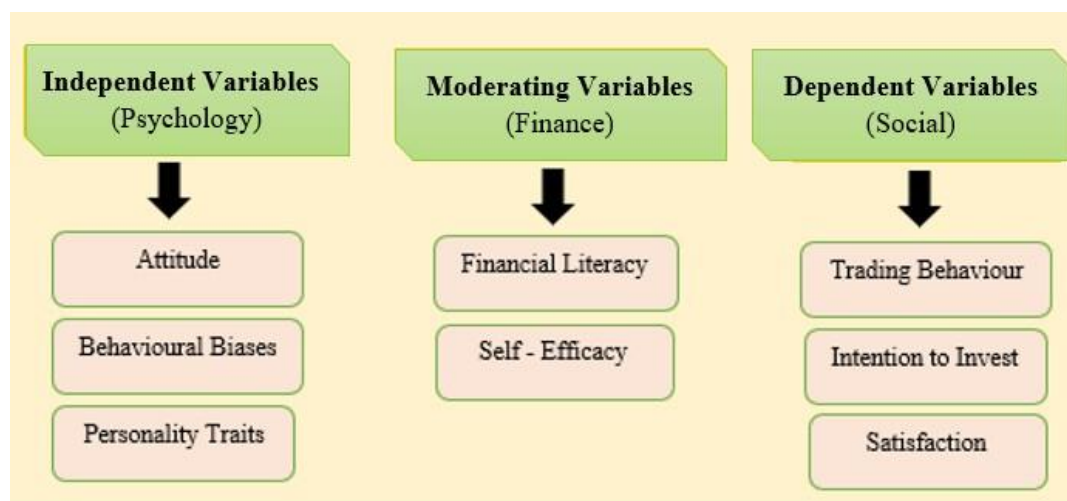 Independent Variables
(Psychology)
Attitude
Behavioural Biases
Personality Traits
Moderating Variables
(Finance)
Financial Literacy
Self - Efficacy
Dependent Variables
(Social)
Trading Behaviour
Intention to Invest
Satisfaction